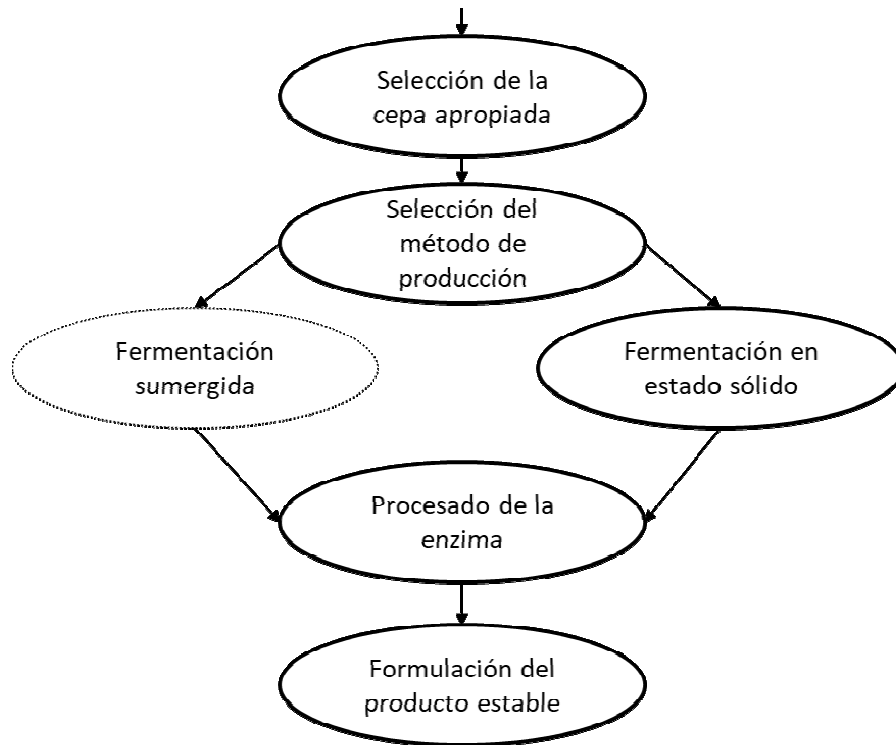 Selección de la
cepa apropiada
Selección del
método de
producción
Fermentación
sumergida
Fermentación en
estado sólido
Procesado de la
enzima
Formulación del
producto estable